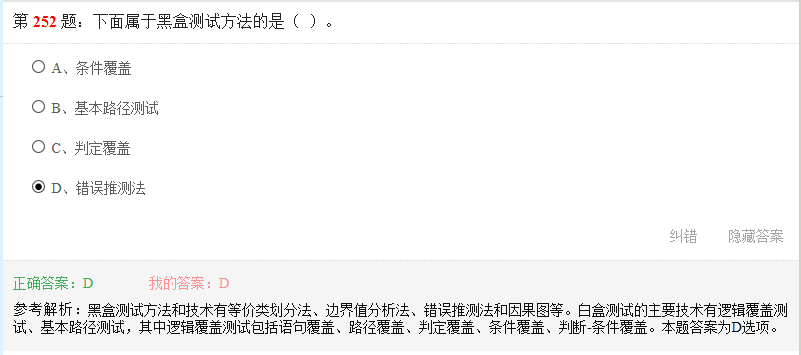 第 252 题：下面属于黑盒测试方法的是（ ）。
A、条件覆盖
B、基本路径测试
C、判定覆盖
D、错误推测法
纠错 隐藏答案
正确答案：D 我的答案：D
参考解析：黑盒测试方法和技术有等价类划分法、边界值分析法、错误推测法和因果图等。白盒测试的主要技术有逻辑覆盖测
试、基本路径测试，其中逻辑覆盖测试包括语句覆盖、路径覆盖、判定覆盖、条件覆盖、判断-条件覆盖。本题答案为D选项。